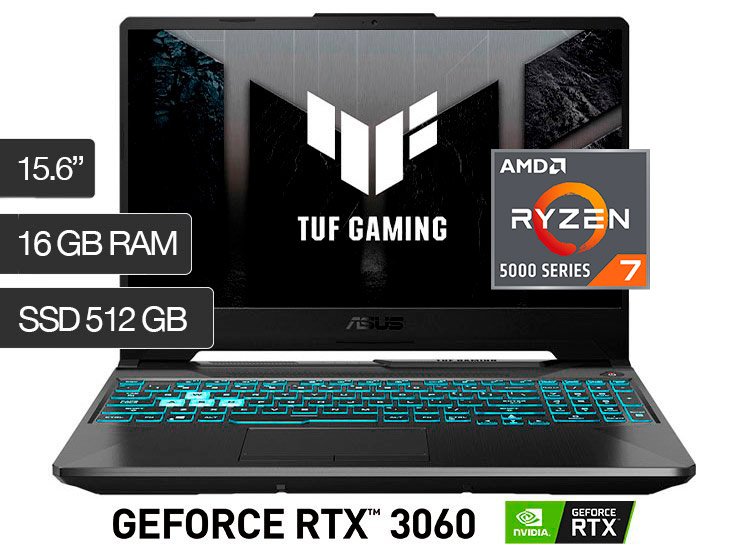 TUF GAMING
15.6”
16 GB RAM
SSD 512 GB
AMD
RYZEN
5000 SERIES 7
ASUS
TUF GAMING
GEFORCE RTX™ 3060
NVIDIA
GEFORCE
RTX™